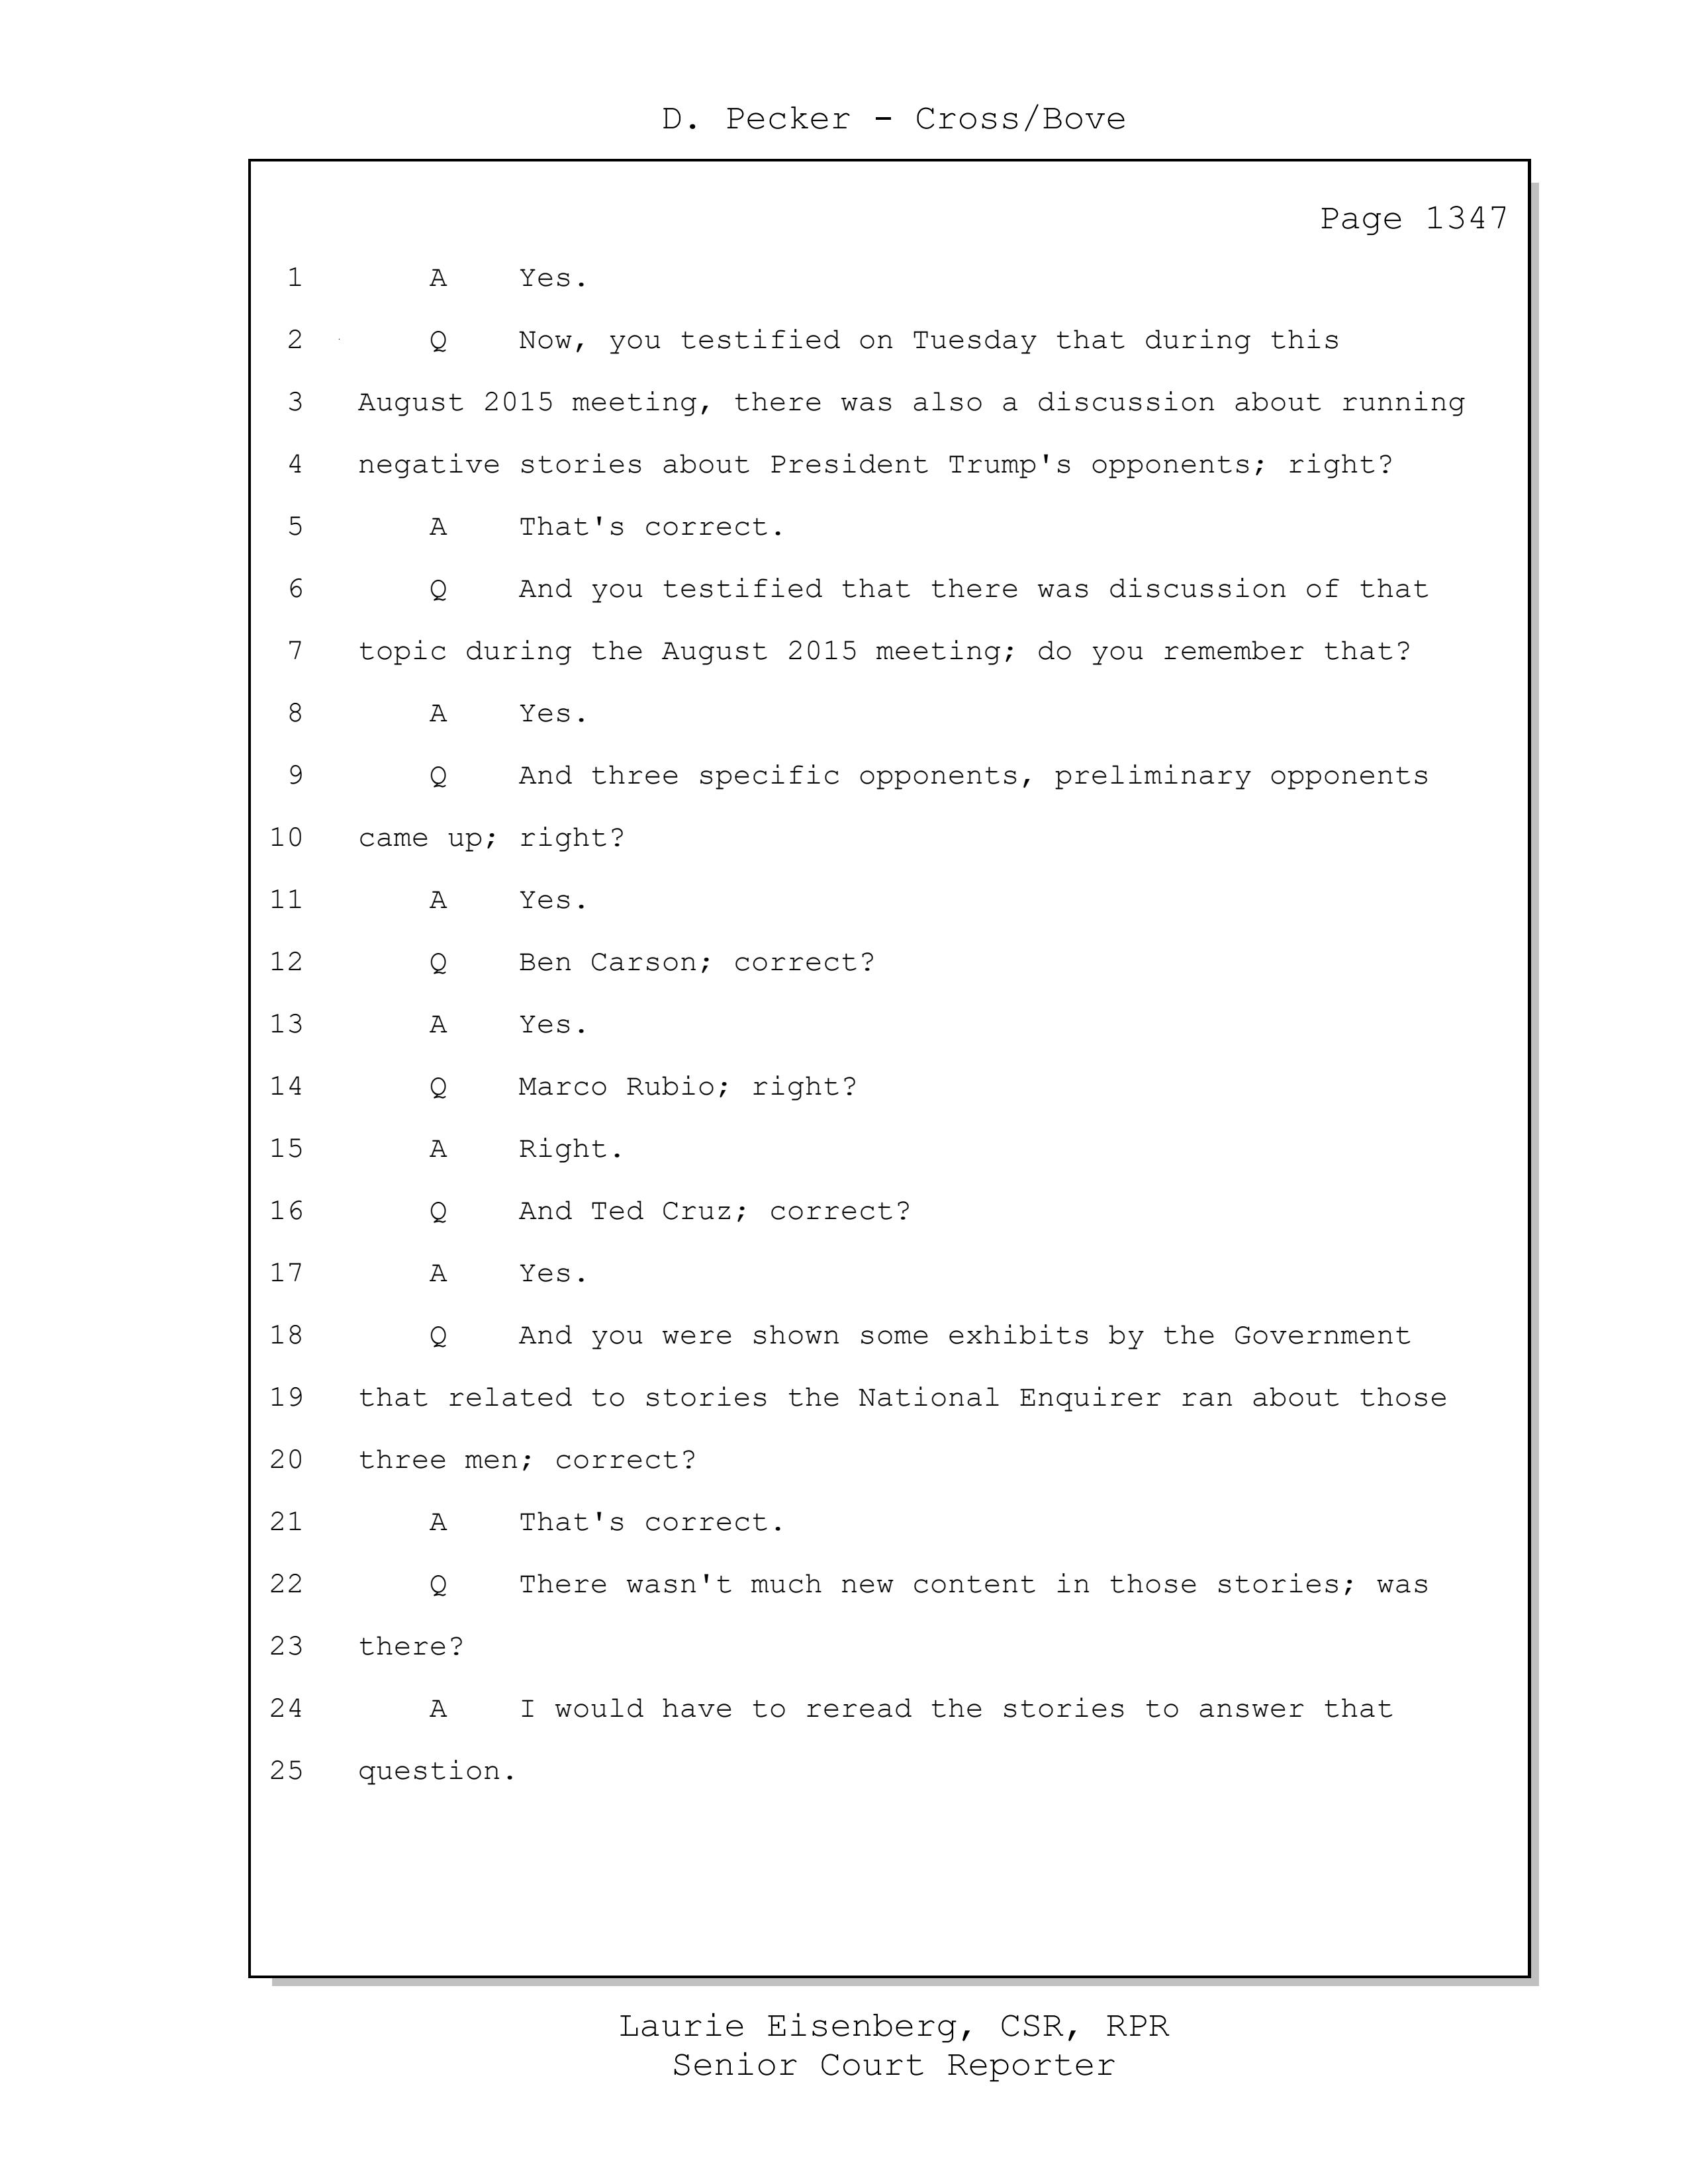 D. Pecker - Cross/Bove
Page 1347
1 A Yes.
2 Q Now, you testified on Tuesday that during this
3 August 2015 meeting, there was also a discussion about running
4 negative stories about President Trump's opponents; right?
5 A That's correct.
6 Q And you testified that there was discussion of that
7 topic during the August 2015 meeting; do you remember that?
8 A Yes.
9 Q And three specific opponents, preliminary opponents
10 came up; right?
11 A Yes.
12 Q Ben Carson; correct?
13 A Yes.
14 Q Marco Rubio; right?
15 A Right.
16 Q And Ted Cruz; correct?
17 A Yes.
18 Q And you were shown some exhibits by the Government
19 that related to stories the National Enquirer ran about those
20 three men; correct?
21 A That's correct.
22 Q There wasn't much new content in those stories; was
23 there?
24 A I would have to reread the stories to answer that
25 question.
Laurie Eisenberg, CSR, RPR
Senior Court Reporter